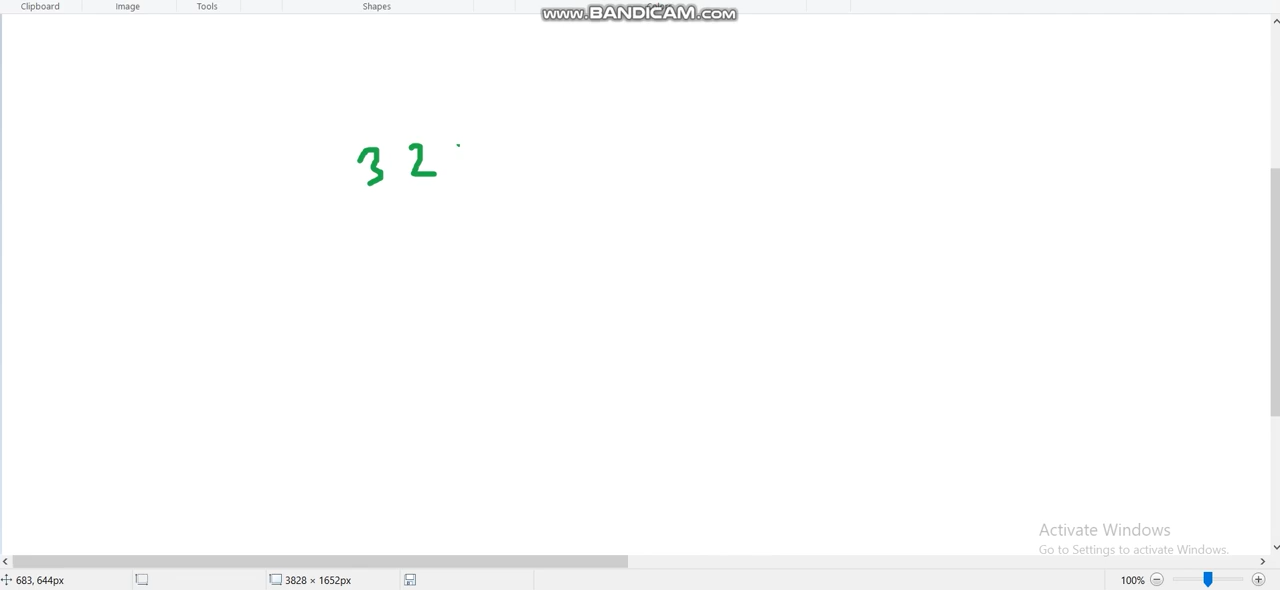 Clipboard Image Tools Shapes
www.BANDICAM.com
3 2
Activate Windows
Go to Settings to activate Windows.
683, 644px 3828 × 1652px 100%